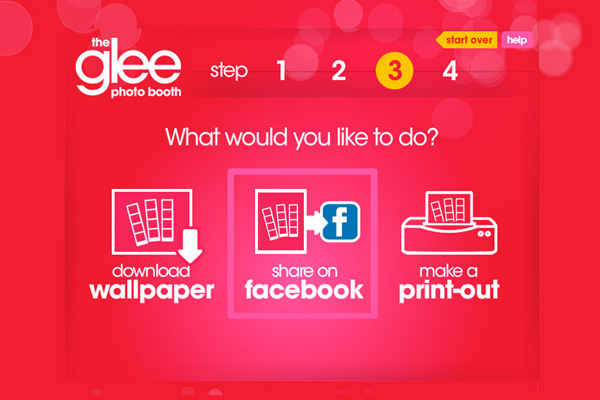 start over help
the
glee
photo booth
step 1 2 3 4
What would you like to do?
f
download
wallpaper
share on
facebook
make a
print-out